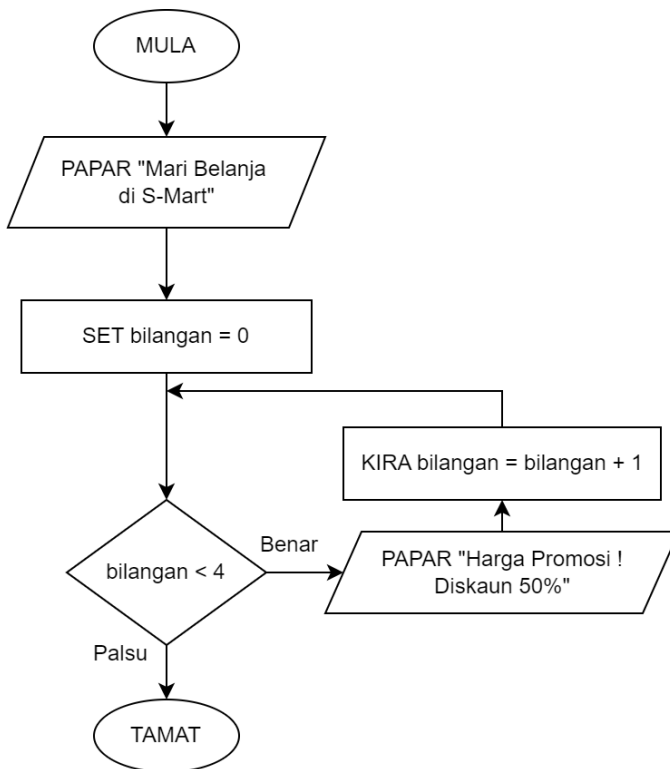 MULA
PAPAR "Mari Belanja
di S-Mart"
SET bilangan = 0
KIRA bilangan = bilangan + 1
bilangan < 4
Benar
PAPAR "Harga Promosi !
Diskaun 50%"
Palsu
TAMAT